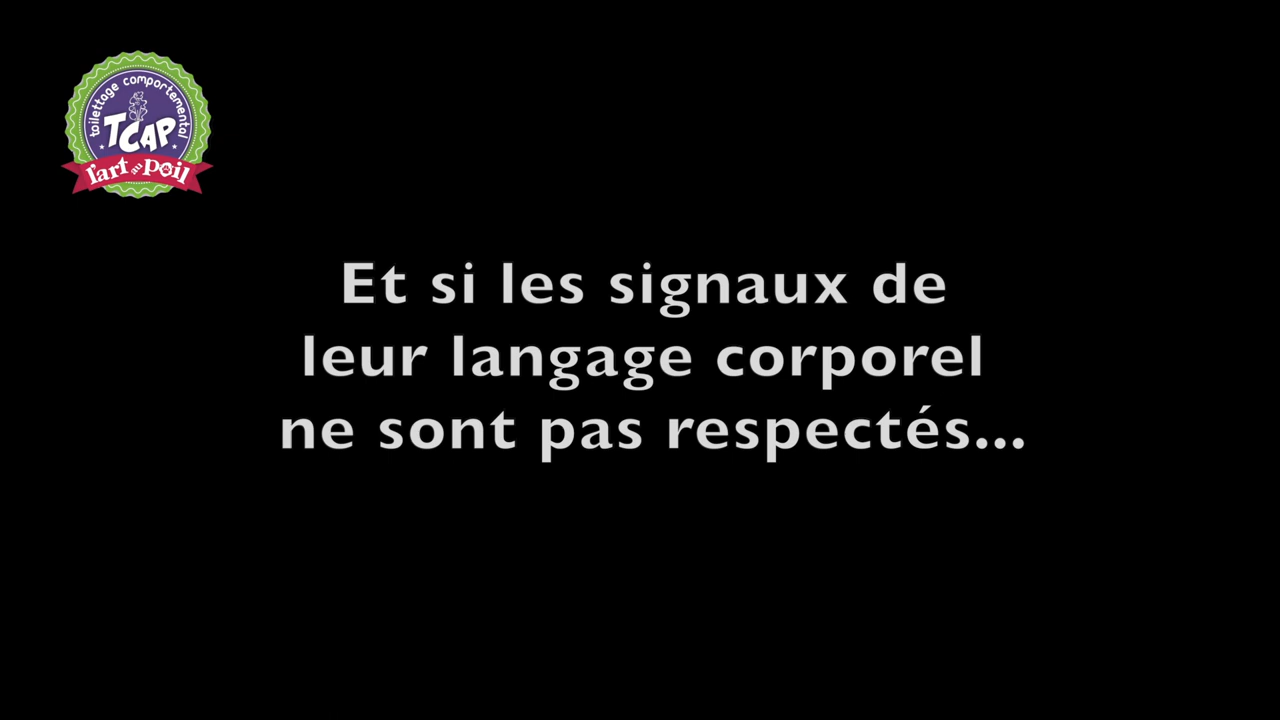 toilettage comportemental
TCAP
l'art au poil
Et si les signaux de
leur langage corporel
ne sont pas respectés...